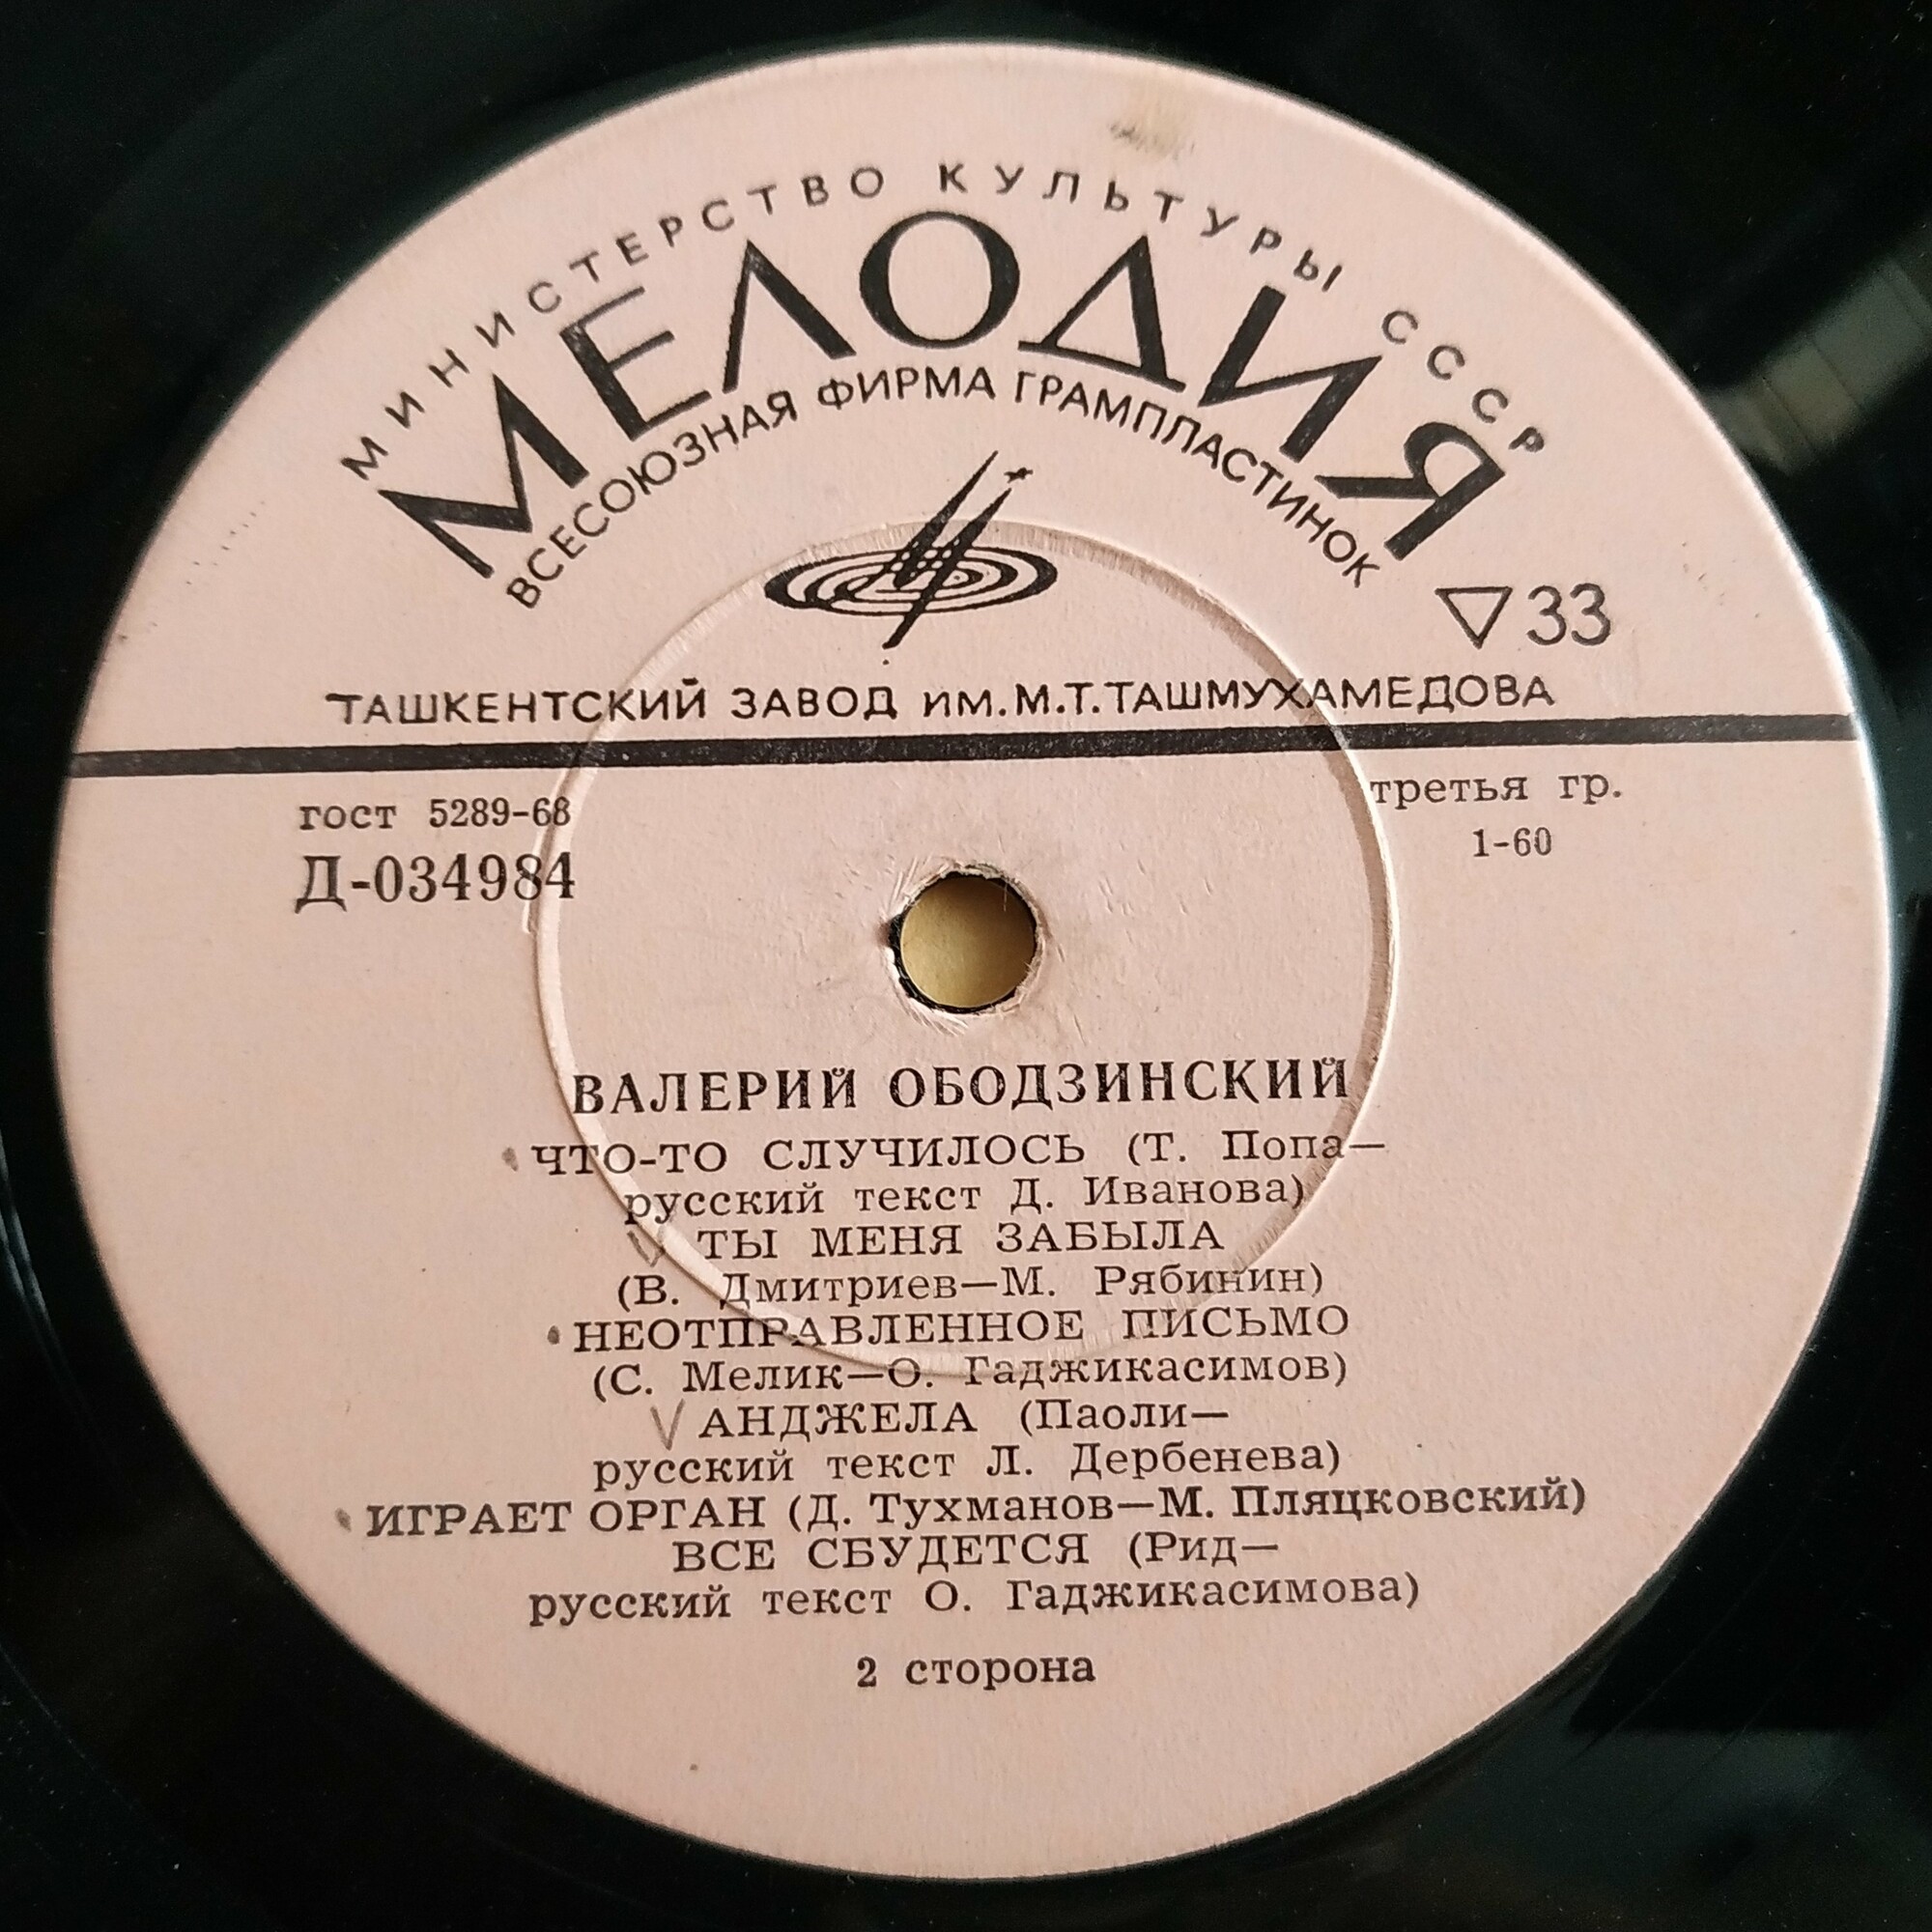 МИНИСТЕРСТВО КУЛЬТУРЫ СССР
МЕЛОДИЯ
ВСЕСОЮЗНАЯ ФИРМА ГРАМПЛАСТИНОК
▽33
ТАШКЕНТСКИЙ ЗАВОД ИМ.М.Т.ТАШМУХАМЕДОВА
гост 5289-68
третья гр.
Д-034984
1-60
ВАЛЕРИЙ ОБОДЗИНСКИЙ
ЧТО-ТО СЛУЧИЛОСЬ (Т. Попа—
русский текст Д. Иванова)
ТЫ МЕНЯ ЗАБЫЛА
(В. Дмитриев—М. Рябинин)
НЕОТПРАВЛЕННОЕ ПИСЬМО
(С. Мелик—О. Гаджикасимов)
АНДЖЕЛА (Паоли—
русский текст Л. Дербенева)
ИГРАЕТ ОРГАН (Д. Тухманов—М. Пляцковский)
ВСЕ СБУДЕТСЯ (Рид—
русский текст О. Гаджикасимова)
2 сторона